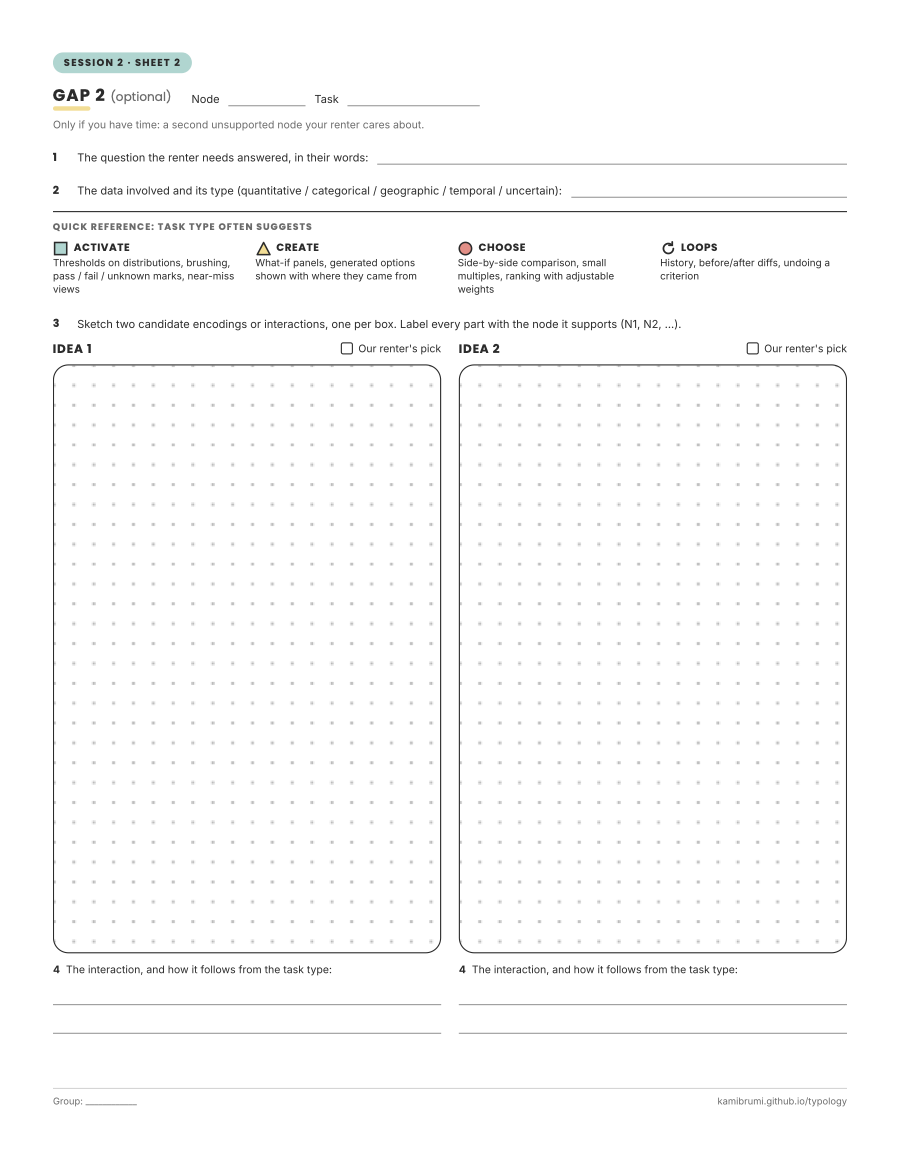 SESSION 2 · SHEET 2
GAP 2 (optional) Node Task
Only if you have time: a second unsupported node your renter cares about.
1 The question the renter needs answered, in their words:
2 The data involved and its type (quantitative / categorical / geographic / temporal / uncertain):
QUICK REFERENCE: TASK TYPE OFTEN SUGGESTS
ACTIVATE
Thresholds on distributions, brushing,
pass / fail / unknown marks, near-miss
views
CREATE
What-if panels, generated options
shown with where they came from
CHOOSE
Side-by-side comparison, small
multiples, ranking with adjustable
weights
LOOPS
History, before/after diffs, undoing a
criterion
3 Sketch two candidate encodings or interactions, one per box. Label every part with the node it supports (N1, N2, ...).
IDEA 1 Our renter's pick
IDEA 2 Our renter's pick
4 The interaction, and how it follows from the task type:
4 The interaction, and how it follows from the task type:
Group: __________
kamibrumi.github.io/typology